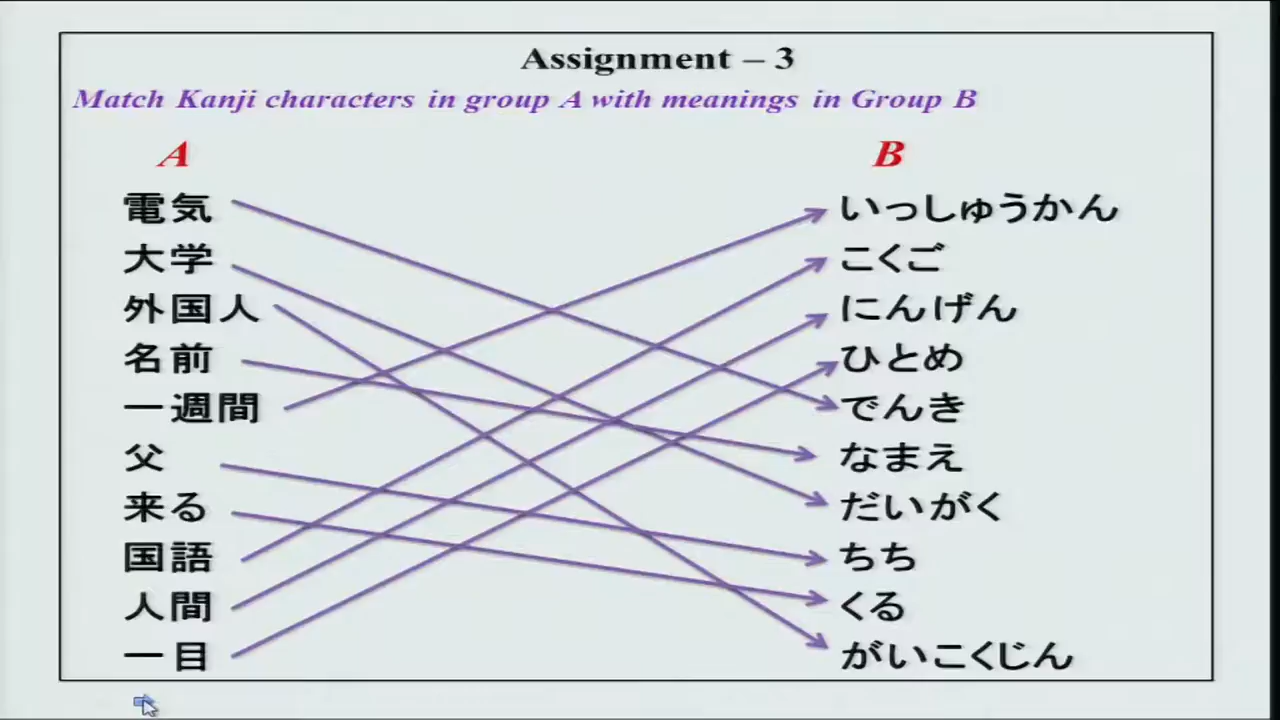 Assignment – 3
Match Kanji characters in group A with meanings in Group B
A B
電気 いっしゅうかん
大学 こくご
外国人 にんげん
名前 ひとめ
一週間 でんき
父 なまえ
来る だいがく
国語 ちち
人間 くる
一目 がいこくじん